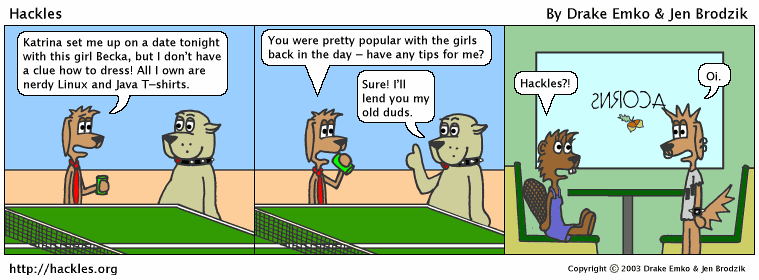 Hackles
By Drake Emko & Jen Brodzik
Katrina set me up on a date tonight
with this girl Becka, but I don't have
a clue how to dress! All I own are
nerdy Linux and Java T-shirts.
You were pretty popular with the girls
back in the day - have any tips for me?
Sure! I'll
lend you my
old duds.
Hackles?!
ACORNS
Oi.
http://hackles.org
Copyright © 2003 Drake Emko & Jen Brodzik